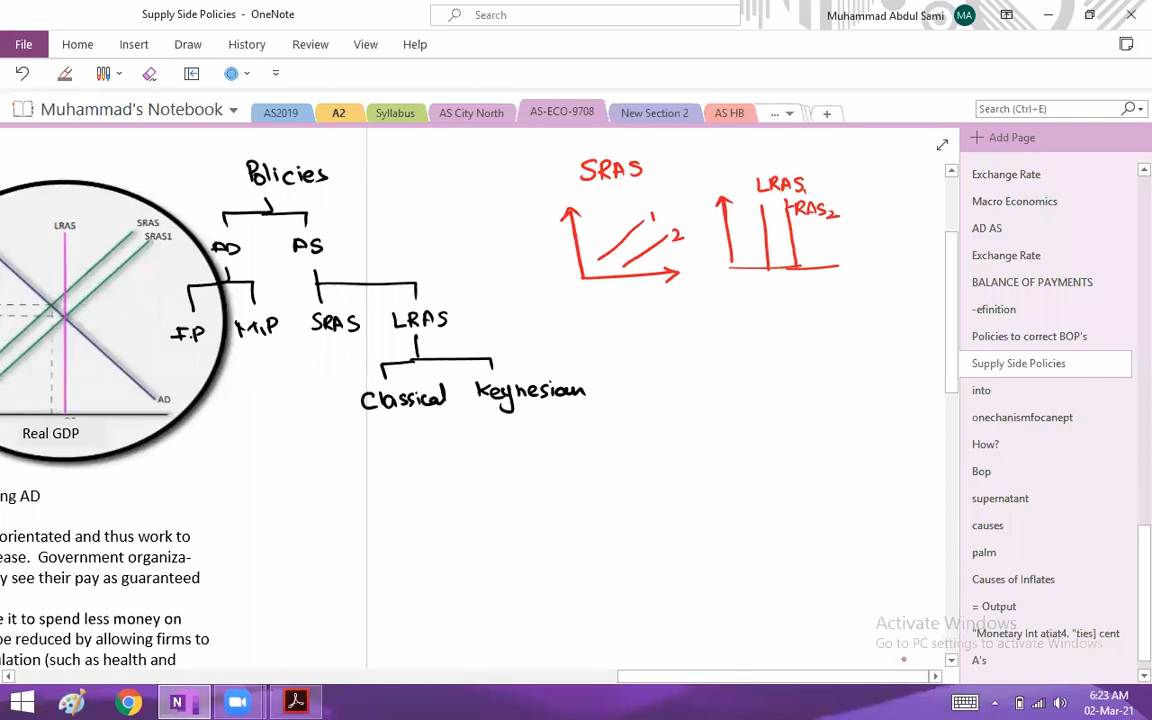 Supply Side Policies - OneNote
Search
Muhammad Abdul Sami
MA
File
Home
Insert
Draw
History
Review
View
Help
Muhammad's Notebook
AS2019
A2
Syllabus
AS City North
AS-ECO-9708
New Section 2
AS HB
...
Search (Ctrl+E)
Add Page
Exchange Rate
Macro Economics
AD AS
Exchange Rate
BALANCE OF PAYMENTS
-efinition
Policies to correct BOP's
Supply Side Policies
into
onechanismfocanept
How?
Bop
supernatant
causes
palm
Causes of Inflates
= Output
"Monetary Int atiat4. "ties] cent
A's
LRAS
SRAS
SRAS1
AD
Real GDP
ng AD
orientated and thus work to
ease. Government organiza-
y see their pay as guaranteed
e it to spend less money on
be reduced by allowing firms to
ulation (such as health and
Policies
AD
AS
F.P
M.P
SRAS
LRAS
Classical
Keynesian
SRAS
1
2
LRAS1
LRAS2
Activate Windows
Go to PC settings to activate Windows.
6:23 AM
02-Mar-21